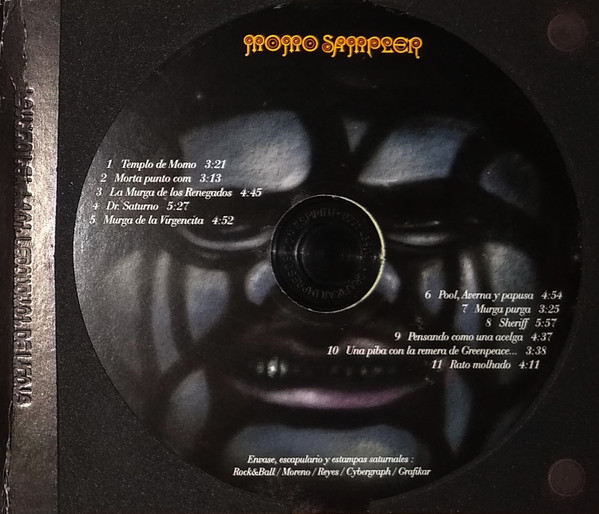 MOMO SAMPLER
1 Templo de Momo 3:21
2 Morta punto com 3:13
3 La Murga de los Renegados 4:45
4 Dr. Saturno 5:27
5 Murga de la Virgencita 4:52
6 Pool, Averna y papusa 4:54
7 Murga purga 3:25
8 Sheriff 5:57
9 Pensando como una acelga 4:37
10 Una piba con la remera de Greenpeace... 3:38
11 Rato molhado 4:11
Envase, escapulario y estampas saturnales :
Rock&Ball / Moreno / Reyes / Cybergraph / Grafikar